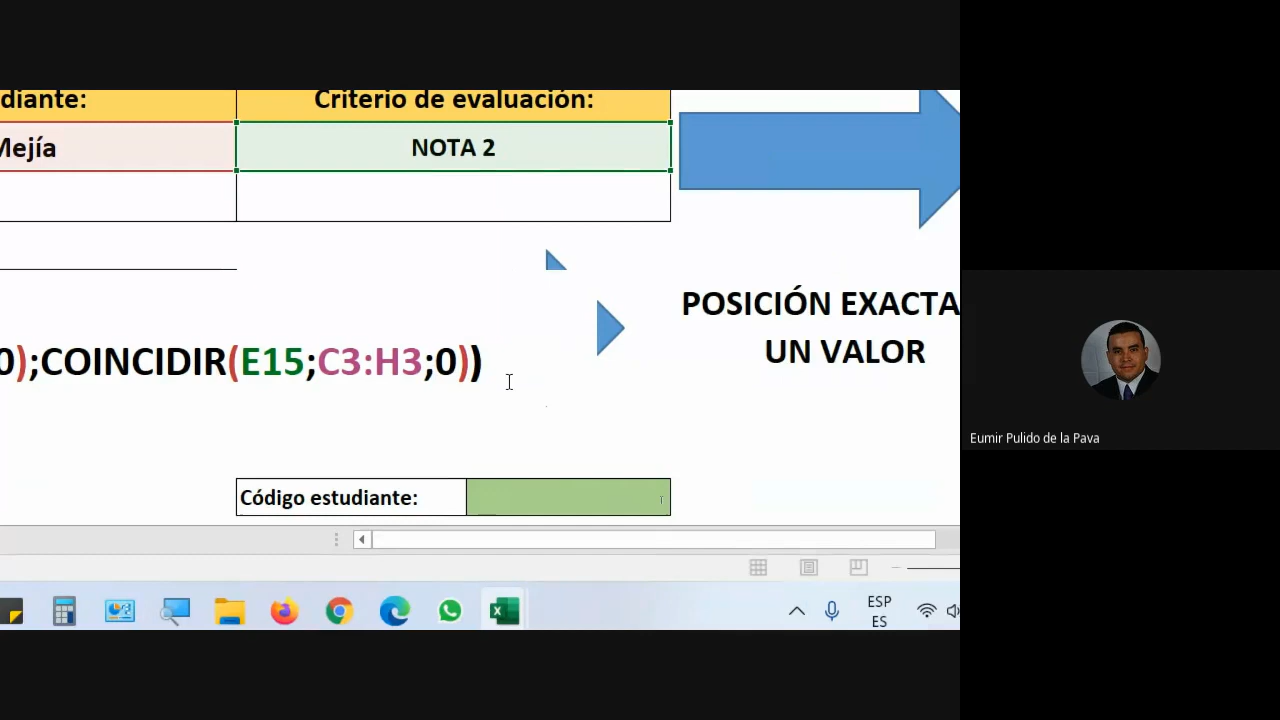 diante:
Criterio de evaluación:
Mejía
NOTA 2
POSICIÓN EXACTA
UN VALOR
0);COINCIDIR(E15;C3:H3;0))
Eumir Pulido de la Pava
Código estudiante:
ESP
ES